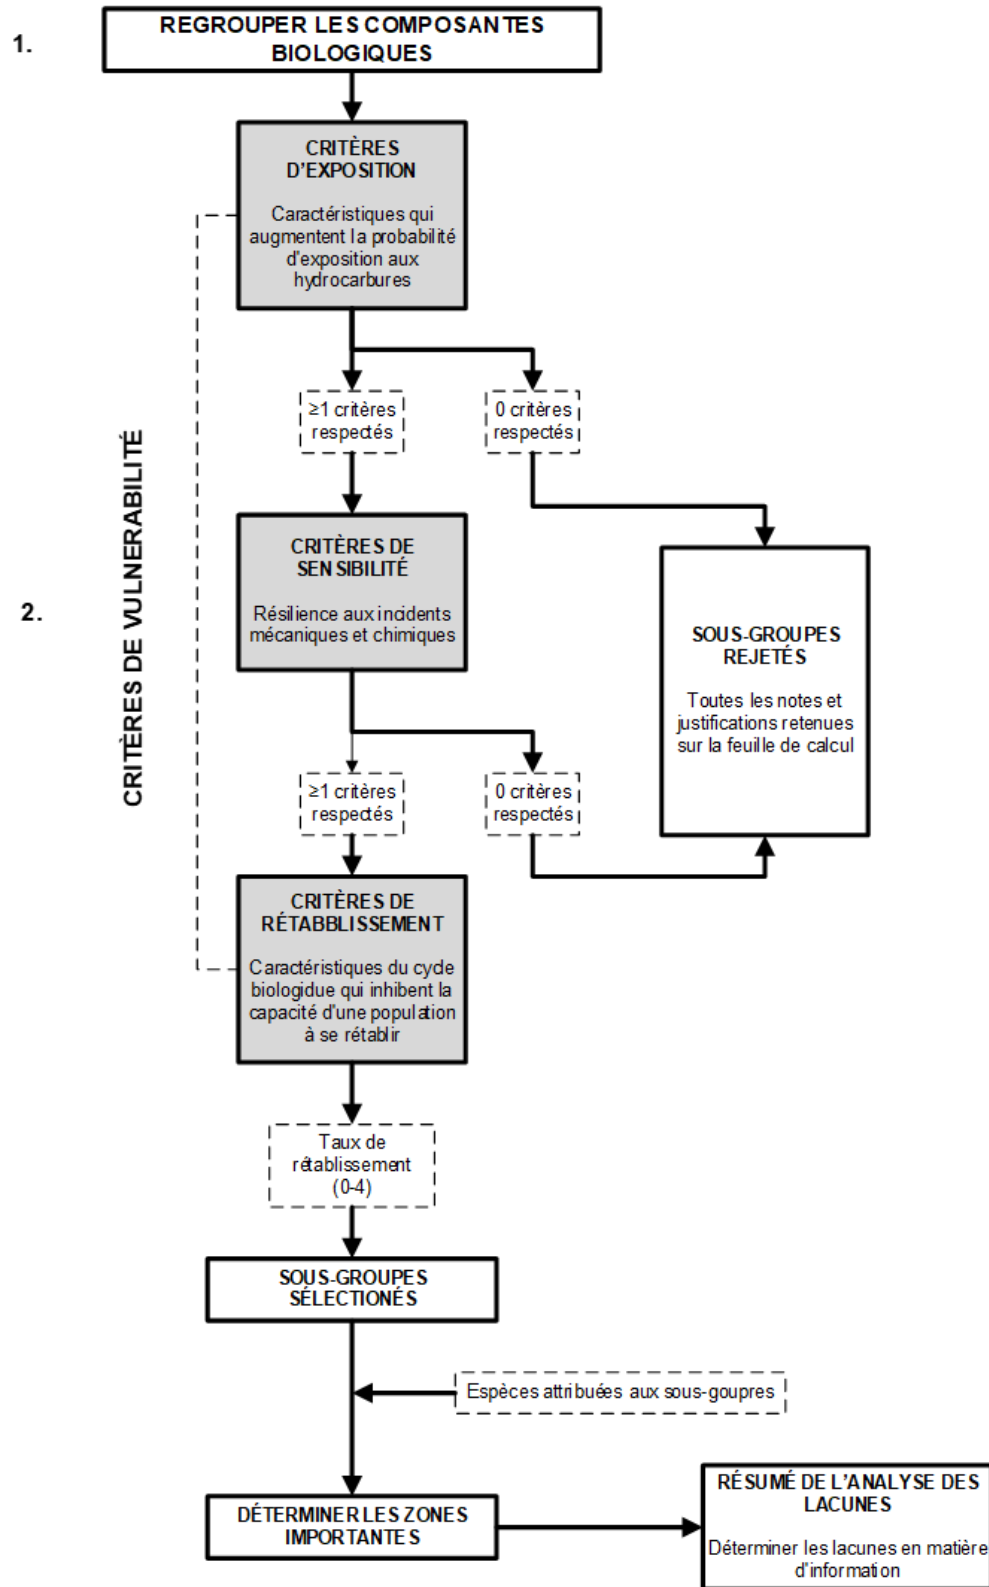 1.
REGROUPER LES COMPOSANTES
BIOLOGIQUES
CRITÈRES
D'EXPOSITION
Caractéristiques qui
augmentent la probabilité
d'exposition aux
hydrocarbures
≥1 critères
respectés
0 critères
respectés
CRITÈRES DE VULNERABILITÉ
2.
CRITÈRES DE
SENSIBILITÉ
Résilience aux incidents
mécaniques et chimiques
SOUS-GROUPES
REJETÉS
Toutes les notes et
justifications retenues
sur la feuille de calcul
≥1 critères
respectés
0 critères
respectés
CRITÈRES DE
RÉTABBLISSEMENT
Caractéristiques du cycle
biologidue qui inhibent la
capacité d'une population
à se rétablir
Taux de
rétablissement
(0-4)
SOUS-GROUPES
SÉLECTIONÉS
Espèces attribuées aux sous-goupres
DÉTERMINER LES ZONES
IMPORTANTES
RÉSUMÉ DE L'ANALYSE DES
LACUNES
Déterminer les lacunes en matière
d'information